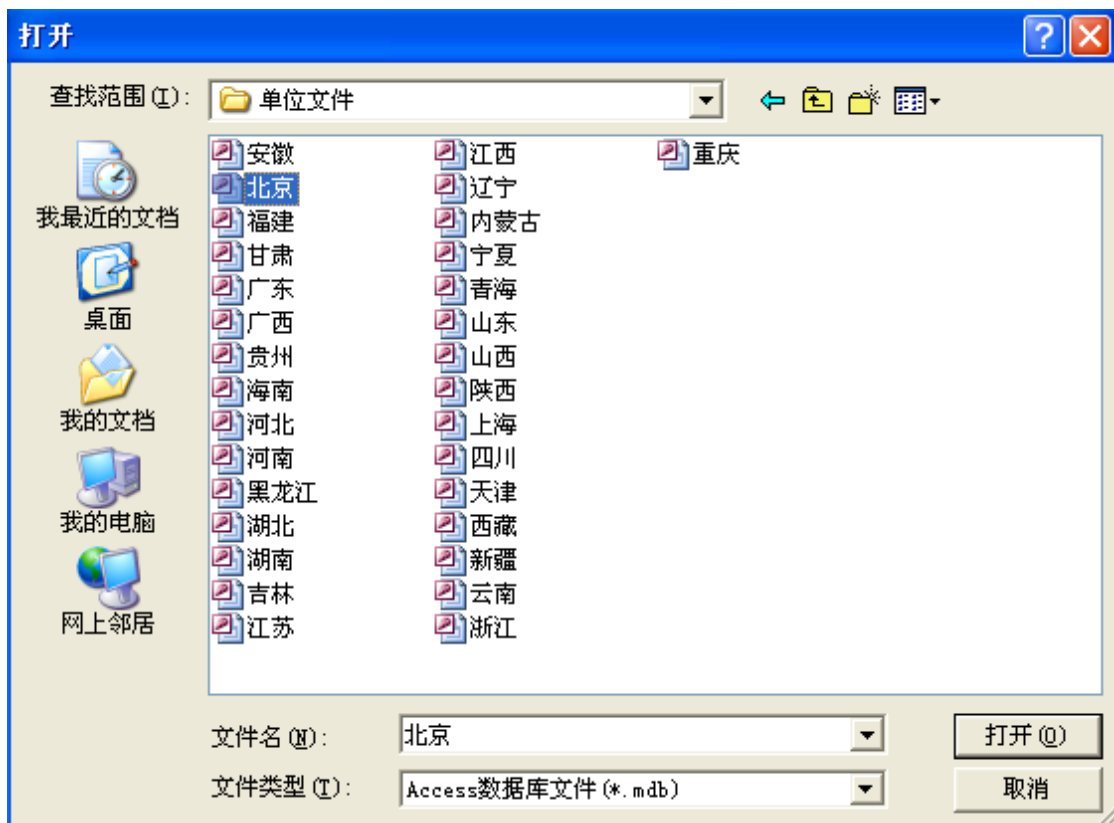 打开
查找范围(I): 单位文件
我最近的文档
桌面
我的文档
我的电脑
网上邻居
安徽
北京
福建
甘肃
广东
广西
贵州
海南
河北
河南
黑龙江
湖北
湖南
吉林
江苏
江西
辽宁
内蒙古
宁夏
青海
山东
山西
陕西
上海
四川
天津
西藏
新疆
云南
浙江
重庆
文件名(N): 北京 打开(O)
文件类型(T): Access数据库文件(*.mdb) 取消